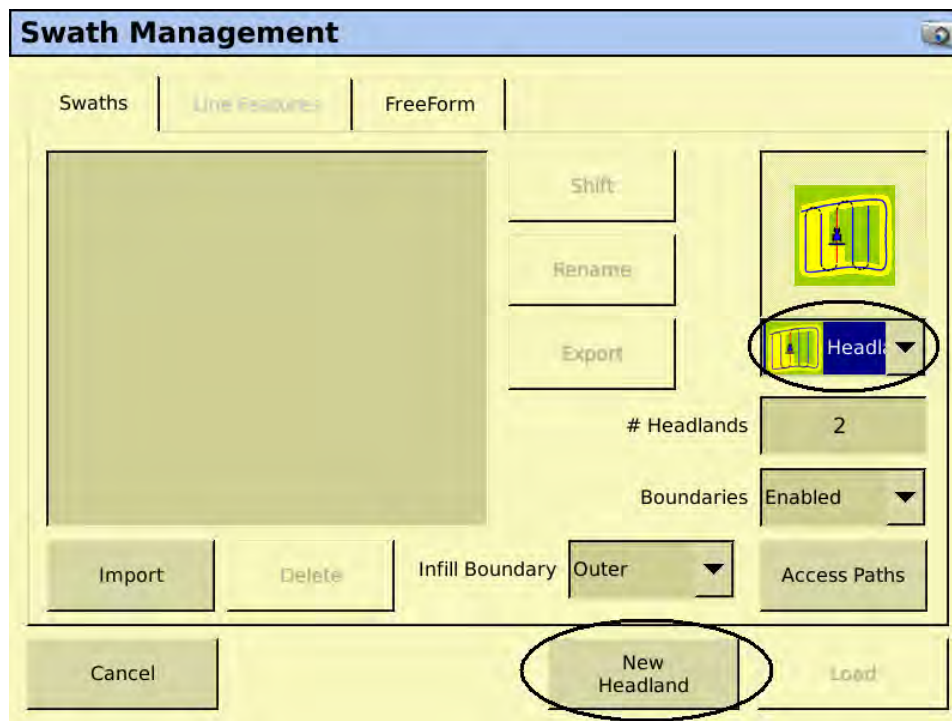 Swath Management
Swaths
Line Features
FreeForm
Shift
Rename
Export
Headla
# Headlands
2
Boundaries
Enabled
Import
Delete
Infill Boundary
Outer
Access Paths
Cancel
New
Headland
Load